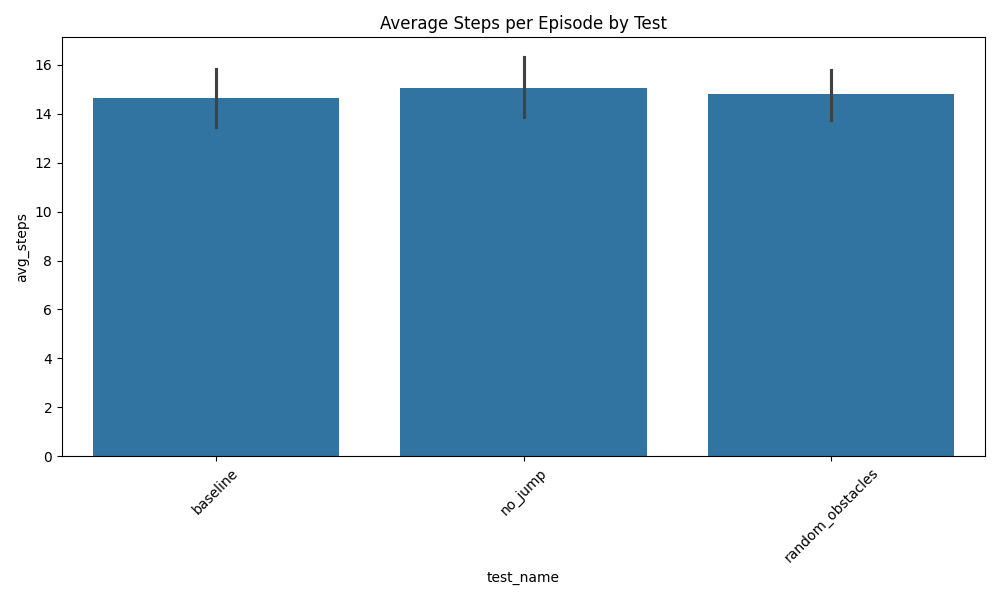 Average Steps per Episode by Test
avg_steps
16
14
12
10
8
6
4
2
0
baseline
no_jump
random_obstacles
test_name